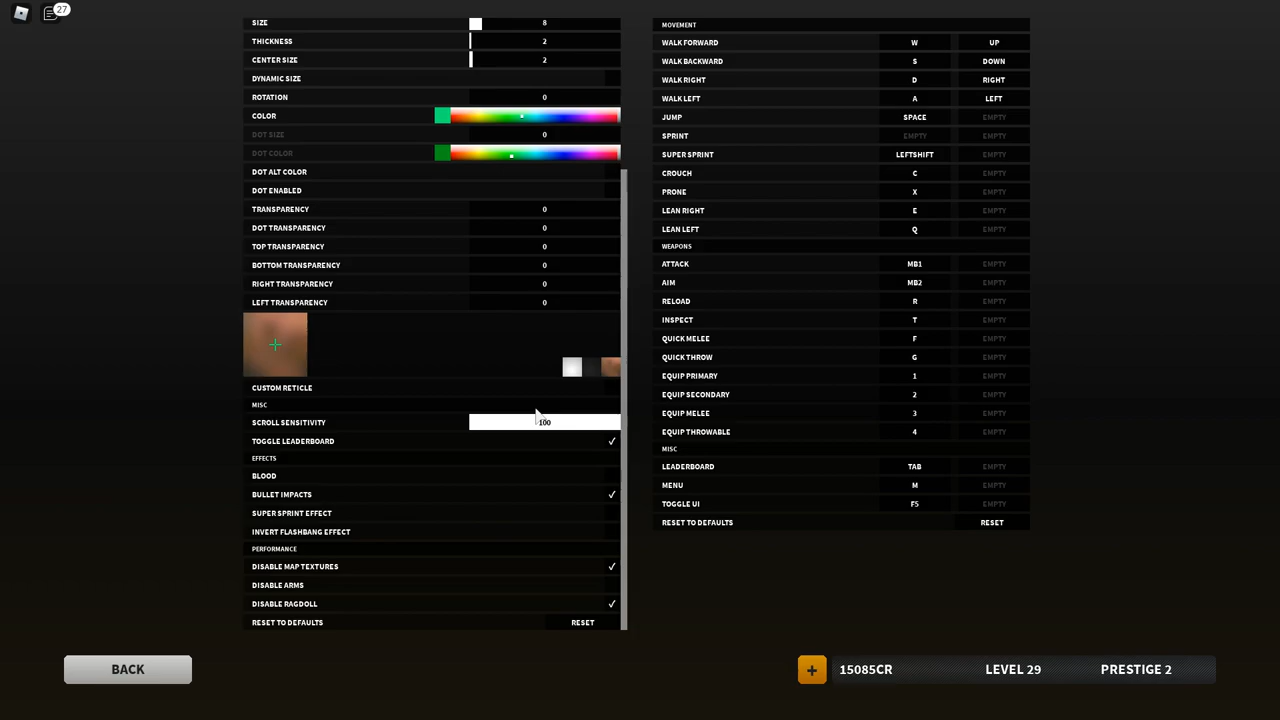 27
SIZE 8
THICKNESS 2
CENTER SIZE 2
DYNAMIC SIZE
ROTATION 0
COLOR
DOT SIZE 0
DOT COLOR
DOT ALT COLOR
DOT ENABLED
TRANSPARENCY 0
DOT TRANSPARENCY 0
TOP TRANSPARENCY 0
BOTTOM TRANSPARENCY 0
RIGHT TRANSPARENCY 0
LEFT TRANSPARENCY 0
CUSTOM RETICLE
MISC
SCROLL SENSITIVITY 100
TOGGLE LEADERBOARD ✓
EFFECTS
BLOOD
BULLET IMPACTS ✓
SUPER SPRINT EFFECT
INVERT FLASHBANG EFFECT
PERFORMANCE
DISABLE MAP TEXTURES ✓
DISABLE ARMS
DISABLE RAGDOLL ✓
RESET TO DEFAULTS RESET
MOVEMENT
WALK FORWARD W UP
WALK BACKWARD S DOWN
WALK RIGHT D RIGHT
WALK LEFT A LEFT
JUMP SPACE EMPTY
SPRINT EMPTY EMPTY
SUPER SPRINT LEFTSHIFT EMPTY
CROUCH C EMPTY
PRONE X EMPTY
LEAN RIGHT E EMPTY
LEAN LEFT Q EMPTY
WEAPONS
ATTACK MB1 EMPTY
AIM MB2 EMPTY
RELOAD R EMPTY
INSPECT T EMPTY
QUICK MELEE F EMPTY
QUICK THROW G EMPTY
EQUIP PRIMARY 1 EMPTY
EQUIP SECONDARY 2 EMPTY
EQUIP MELEE 3 EMPTY
EQUIP THROWABLE 4 EMPTY
MISC
LEADERBOARD TAB EMPTY
MENU M EMPTY
TOGGLE UI F5 EMPTY
RESET TO DEFAULTS RESET
BACK
+ 15085CR LEVEL 29 PRESTIGE 2